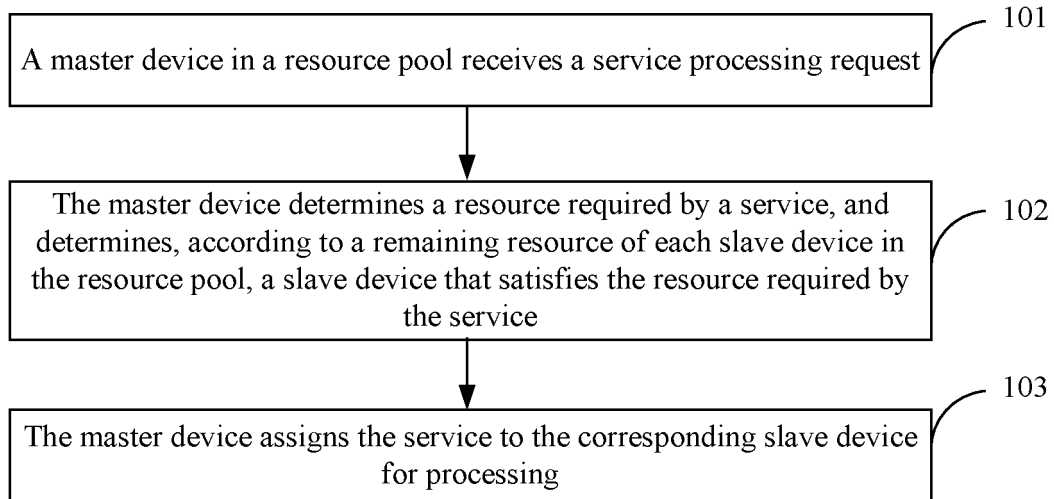 101
A master device in a resource pool receives a service processing request
102
The master device determines a resource required by a service, and
determines, according to a remaining resource of each slave device in
the resource pool, a slave device that satisfies the resource required by
the service
103
The master device assigns the service to the corresponding slave device
for processing